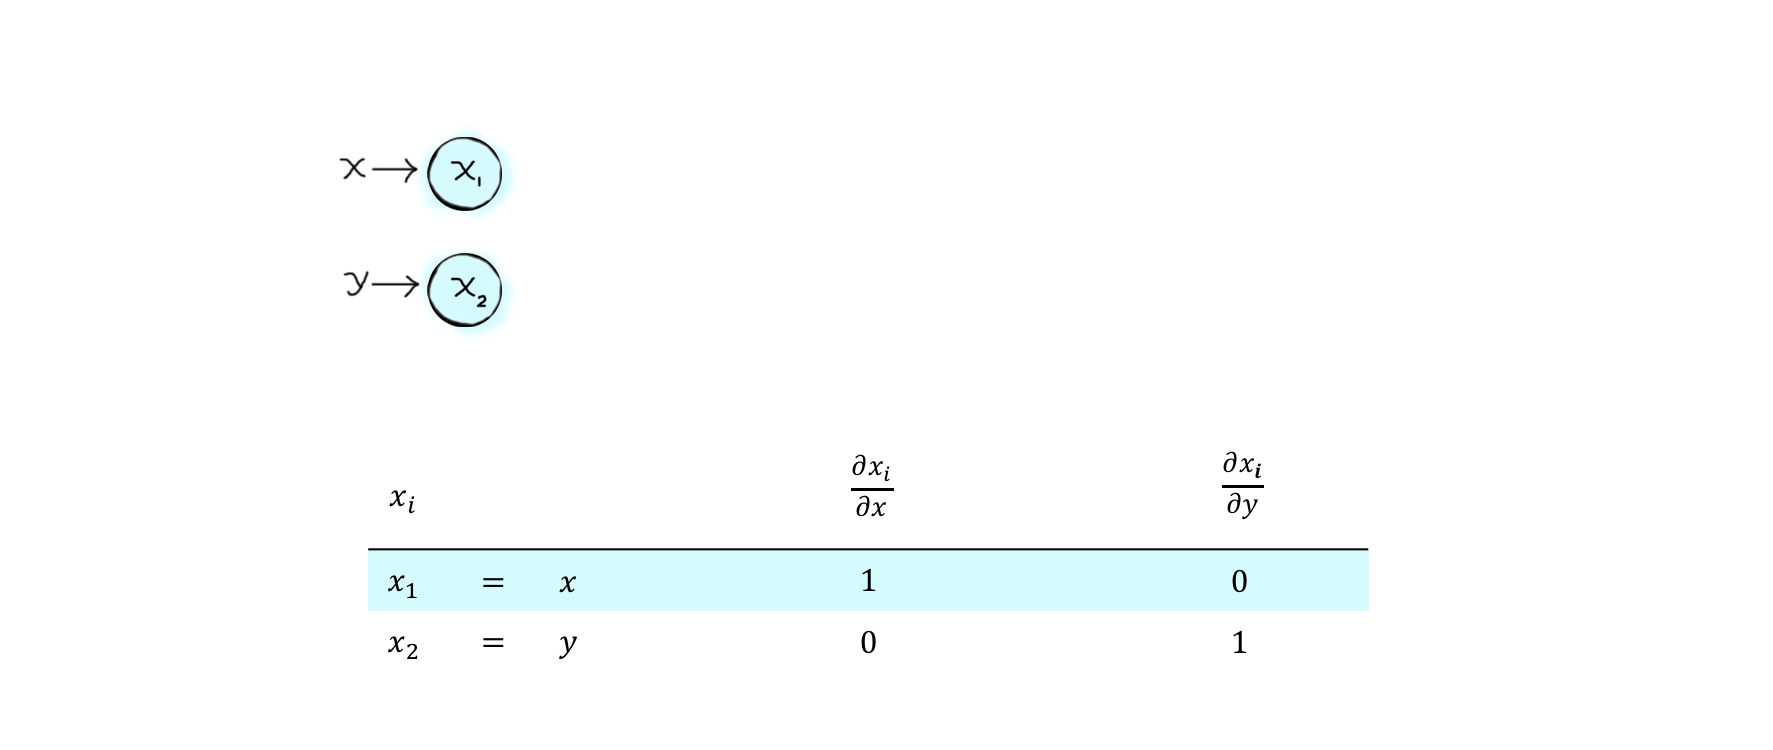 x → x₁
y → x₂
xᵢ ∂xᵢ/∂x ∂xᵢ/∂y
x₁ = x 1 0
x₂ = y 0 1